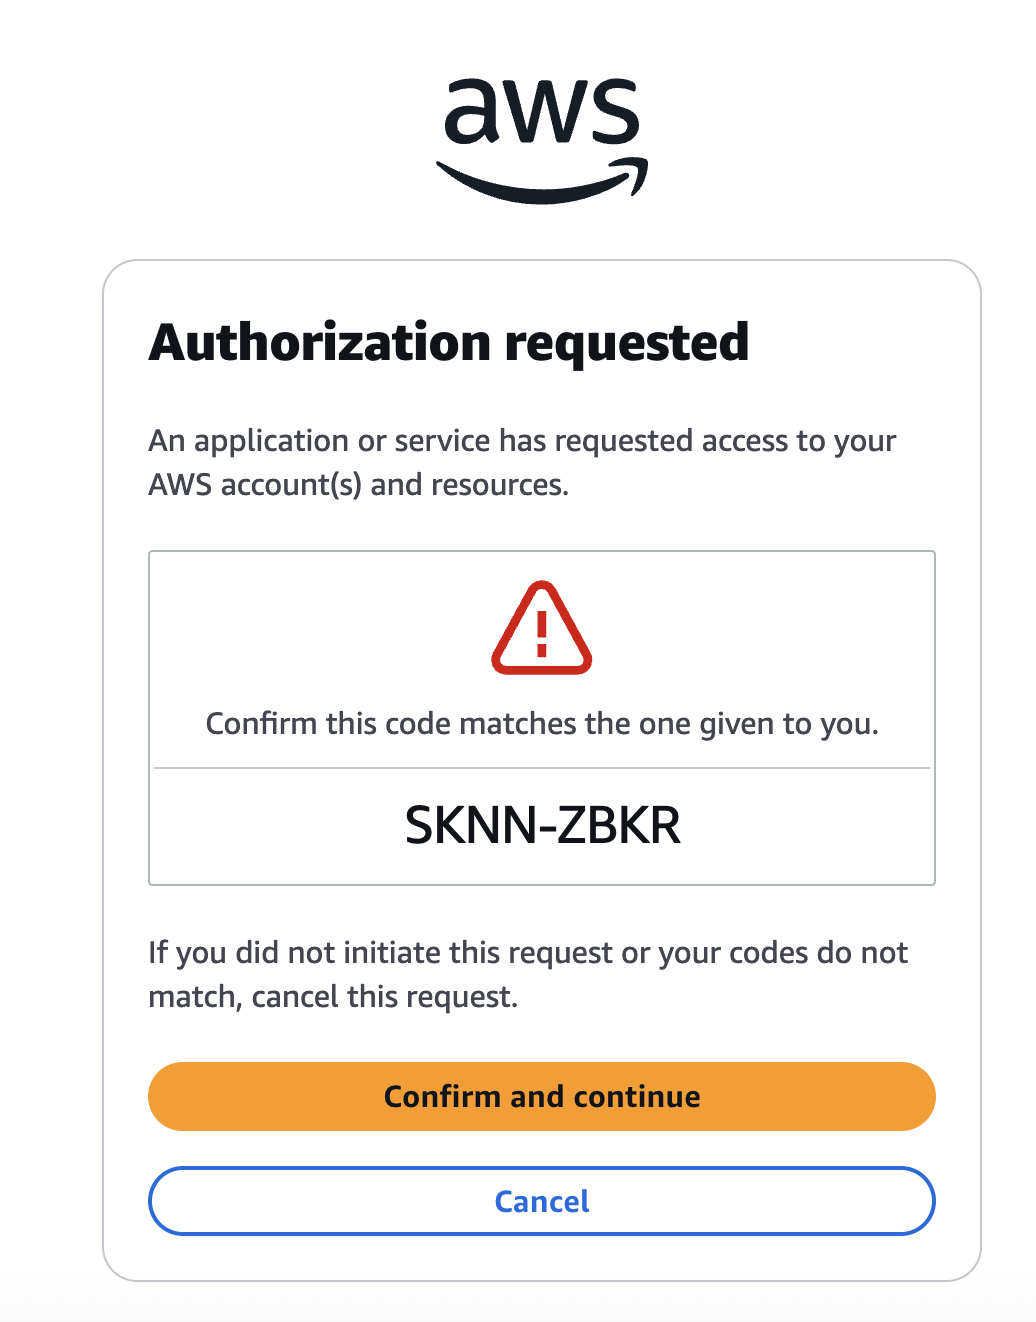 aws
Authorization requested
An application or service has requested access to your
AWS account(s) and resources.
Confirm this code matches the one given to you.
SKNN-ZBKR
If you did not initiate this request or your codes do not
match, cancel this request.
Confirm and continue
Cancel